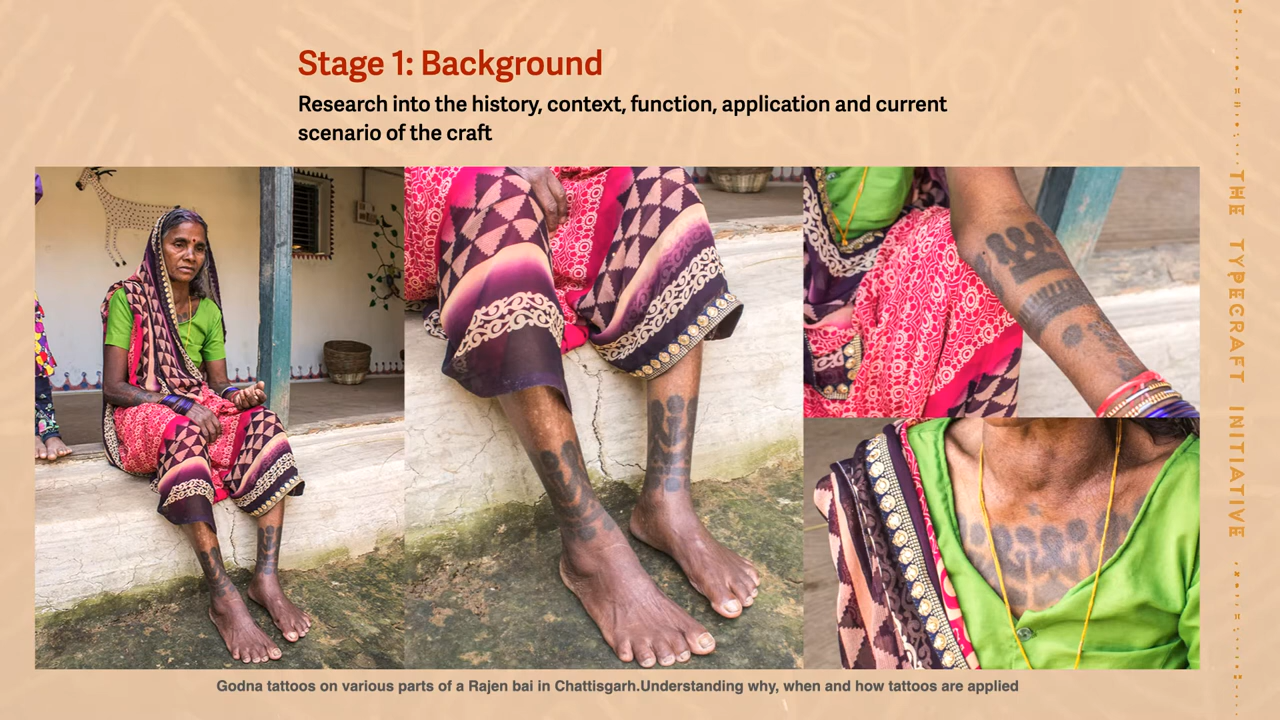 Stage 1: Background
Research into the history, context, function, application and current
scenario of the craft
THE TYPECRAFT INITIATIVE
Godna tattoos on various parts of a Rajen bai in Chattisgarh.Understanding why, when and how tattoos are applied